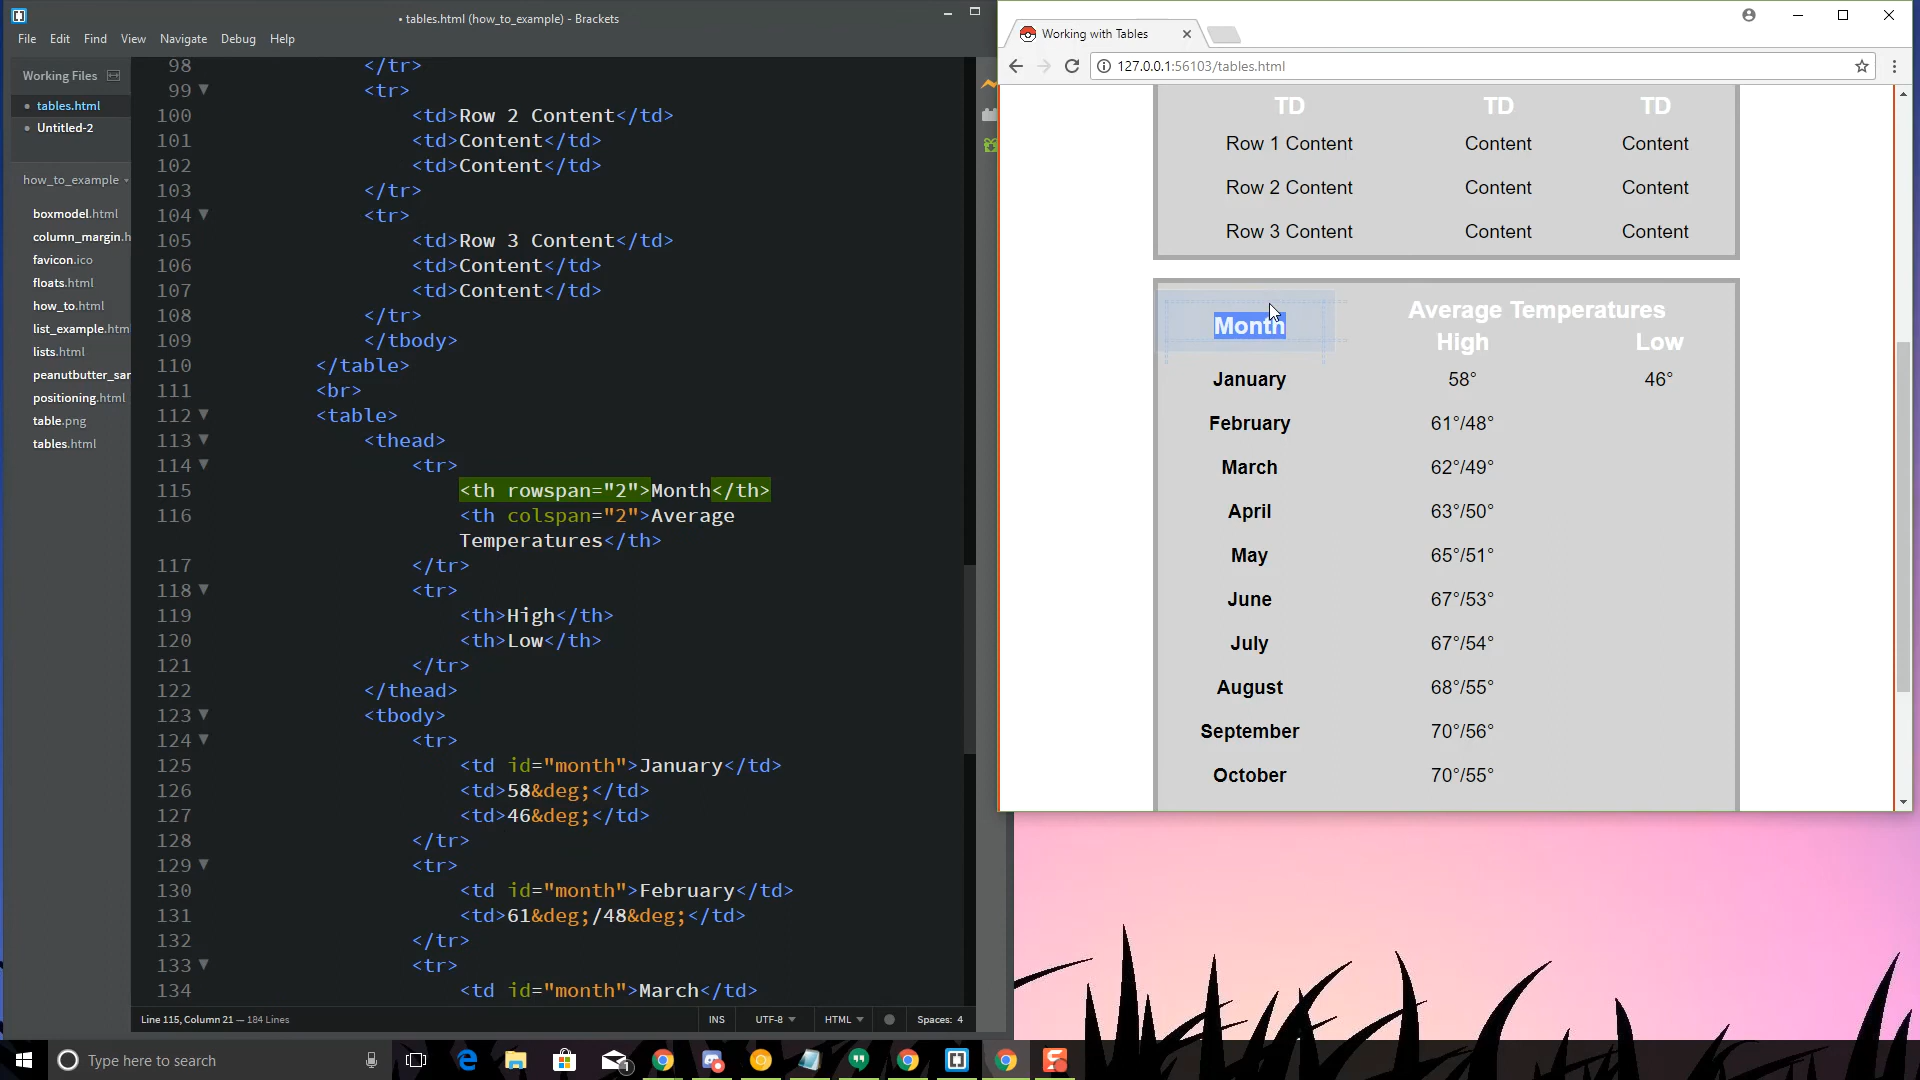 • tables.html (how_to_example) - Brackets
File Edit Find View Navigate Debug Help
Working Files
tables.html
Untitled-2
how_to_example
boxmodel.html
column_margin.h
favicon.ico
floats.html
how_to.html
list_example.htm
lists.html
peanutbutter_sar
positioning.html
table.png
tables.html
98 </tr>
99 <tr>
100 <td>Row 2 Content</td>
101 <td>Content</td>
102 <td>Content</td>
103 </tr>
104 <tr>
105 <td>Row 3 Content</td>
106 <td>Content</td>
107 <td>Content</td>
108 </tr>
109 </tbody>
110 </table>
111 <br>
112 <table>
113 <thead>
114 <tr>
115 <th rowspan="2">Month</th>
116 <th colspan="2">Average
Temperatures</th>
117 </tr>
118 <tr>
119 <th>High</th>
120 <th>Low</th>
121 </tr>
122 </thead>
123 <tbody>
124 <tr>
125 <td id="month">January</td>
126 <td>58&deg;</td>
127 <td>46&deg;</td>
128 </tr>
129 <tr>
130 <td id="month">February</td>
131 <td>61&deg;/48&deg;</td>
132 </tr>
133 <tr>
134 <td id="month">March</td>
Line 115, Column 21 — 184 Lines
INS UTF-8 HTML Spaces: 4
Working with Tables
127.0.0.1:56103/tables.html
TD TD TD
Row 1 Content Content Content
Row 2 Content Content Content
Row 3 Content Content Content
Month Average Temperatures
High Low
January 58° 46°
February 61°/48°
March 62°/49°
April 63°/50°
May 65°/51°
June 67°/53°
July 67°/54°
August 68°/55°
September 70°/56°
October 70°/55°
Type here to search